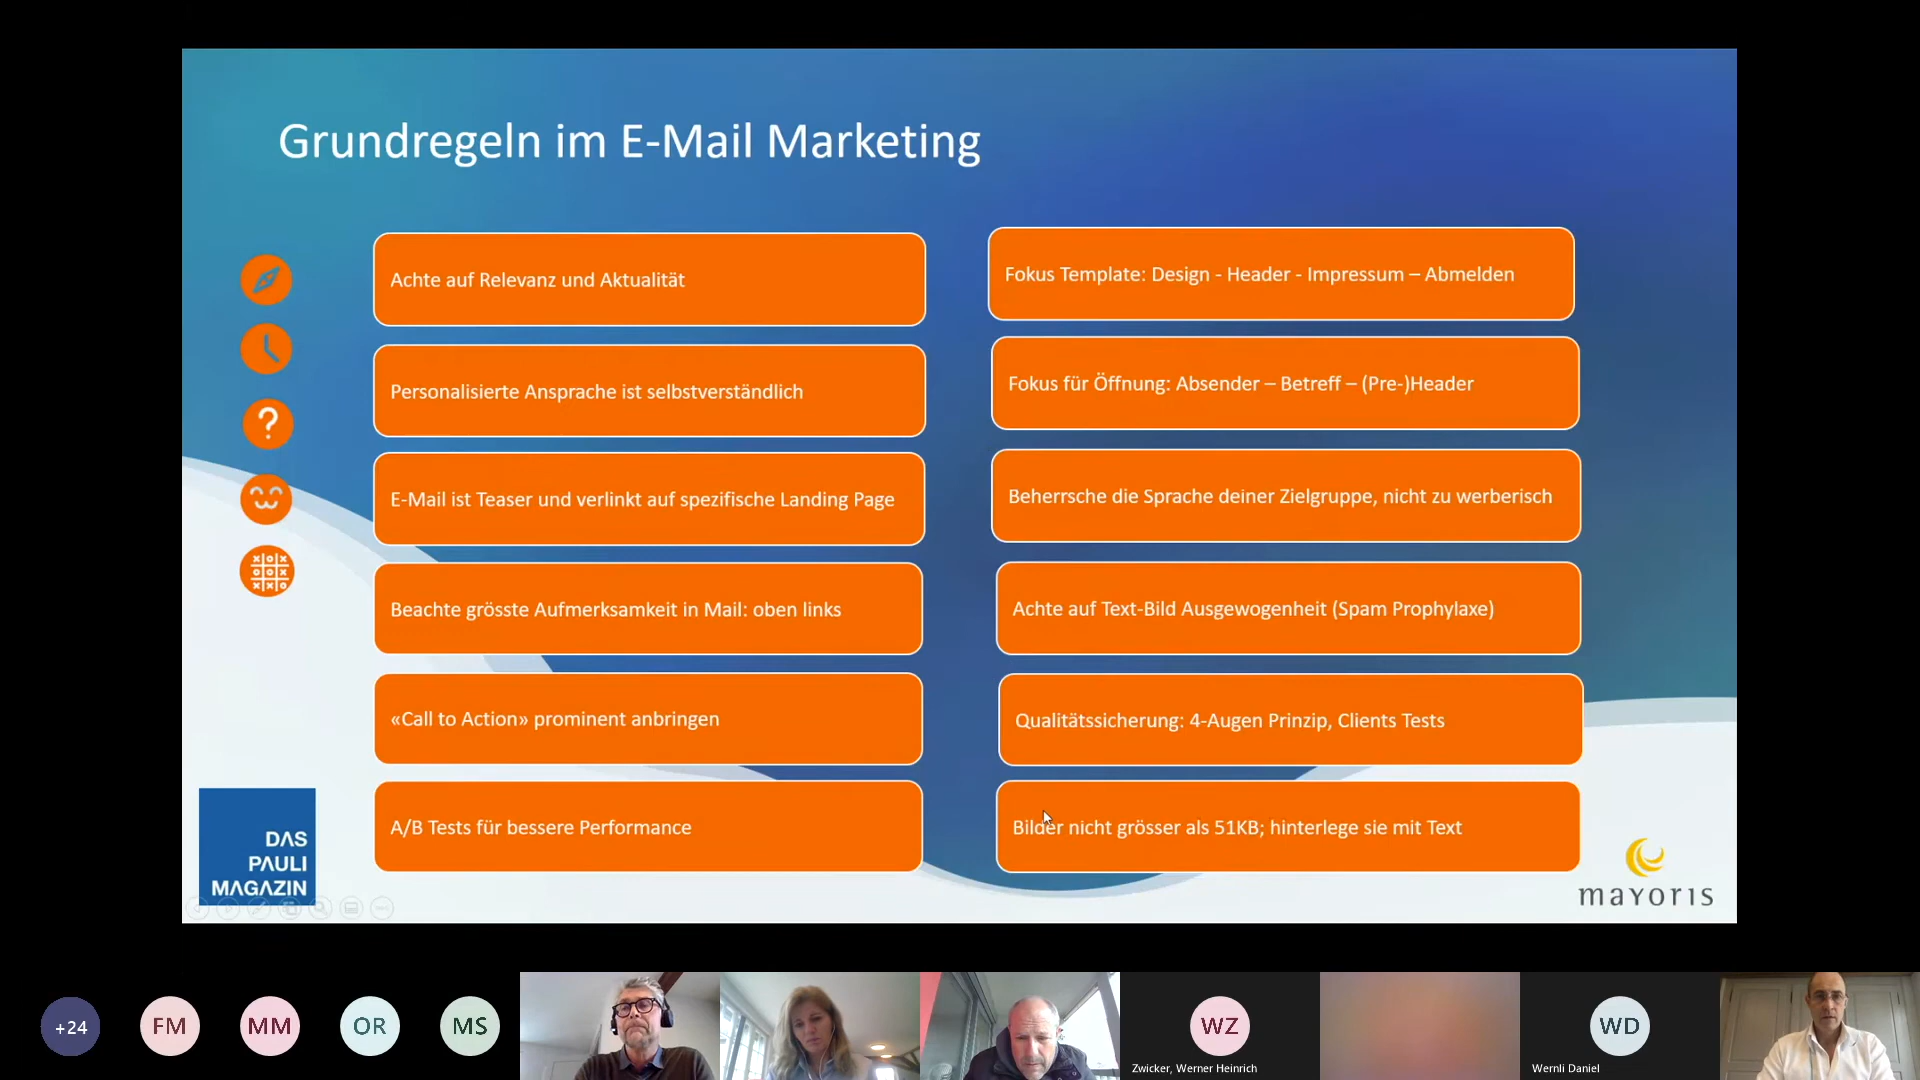 Grundregeln im E-Mail Marketing
Achte auf Relevanz und Aktualität
Personalisierte Ansprache ist selbstverständlich
E-Mail ist Teaser und verlinkt auf spezifische Landing Page
Beachte grösste Aufmerksamkeit in Mail: oben links
«Call to Action» prominent anbringen
A/B Tests für bessere Performance
Fokus Template: Design - Header - Impressum – Abmelden
Fokus für Öffnung: Absender – Betreff – (Pre-)Header
Beherrsche die Sprache deiner Zielgruppe, nicht zu werberisch
Achte auf Text-Bild Ausgewogenheit (Spam Prophylaxe)
Qualitätssicherung: 4-Augen Prinzip, Clients Tests
Bilder nicht grösser als 51KB; hinterlege sie mit Text
DAS
PAULI
MAGAZIN
mayoris
+24
FM
MM
OR
MS
WZ
Zwicker, Werner Heinrich
WD
Wernli Daniel